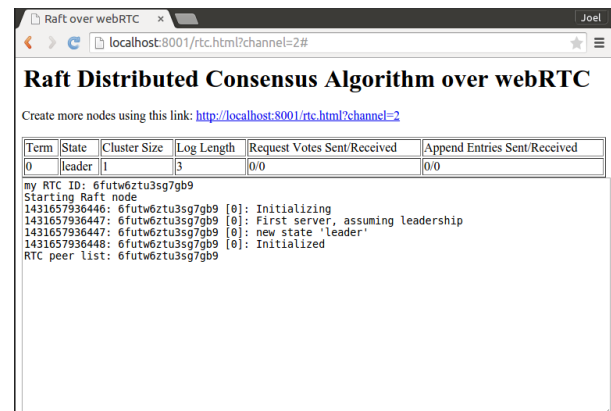 Raft over webRTC
Joel
localhost:8001/rtc.html?channel=2#
Raft Distributed Consensus Algorithm over webRTC
Create more nodes using this link: http://localhost:8001/rtc.html?channel=2
Term State Cluster Size Log Length Request Votes Sent/Received Append Entries Sent/Received
0 leader 1 3 0/0 0/0
my RTC ID: 6futw6ztu3sg7gb9
Starting Raft node
1431657936446: 6futw6ztu3sg7gb9 [0]: Initializing
1431657936447: 6futw6ztu3sg7gb9 [0]: First server, assuming leadership
1431657936447: 6futw6ztu3sg7gb9 [0]: new state 'leader'
1431657936448: 6futw6ztu3sg7gb9 [0]: Initialized
RTC peer list: 6futw6ztu3sg7gb9